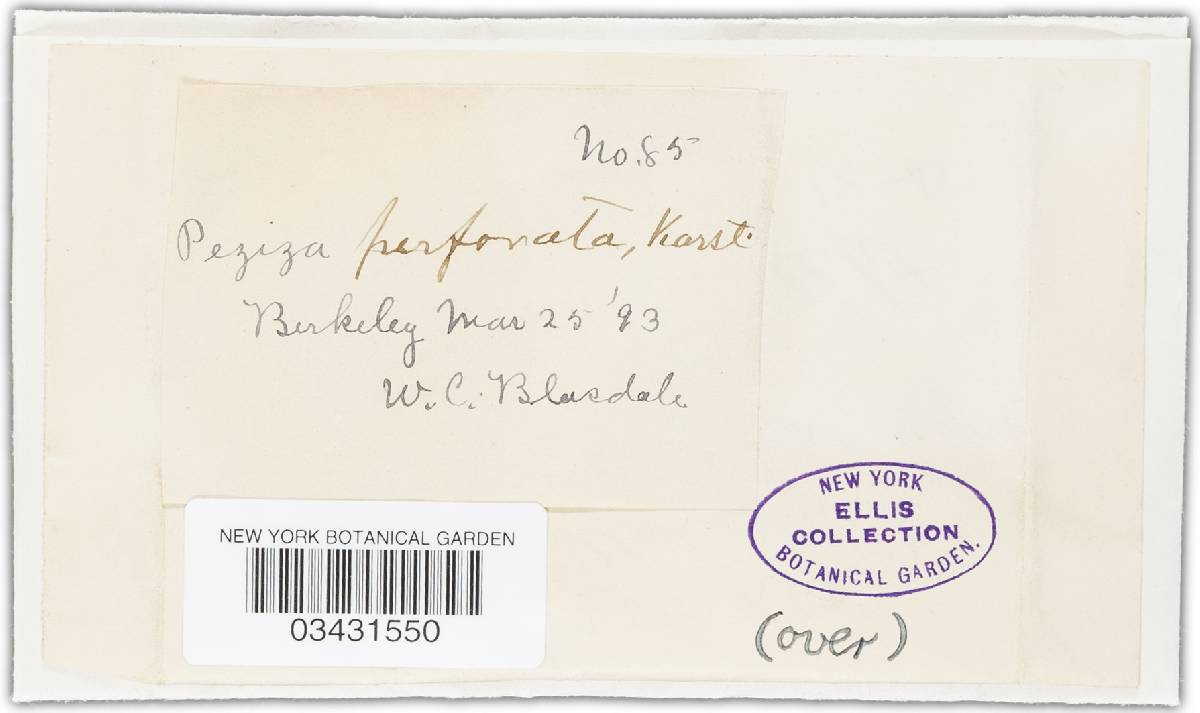 No. 85
Peziza perfonata, Karst.
Berkeley Mar 25 '93
W. C. Blasdale
NEW YORK BOTANICAL GARDEN
03431550
NEW YORK
ELLIS
COLLECTION
BOTANICAL GARDEN.
(over)